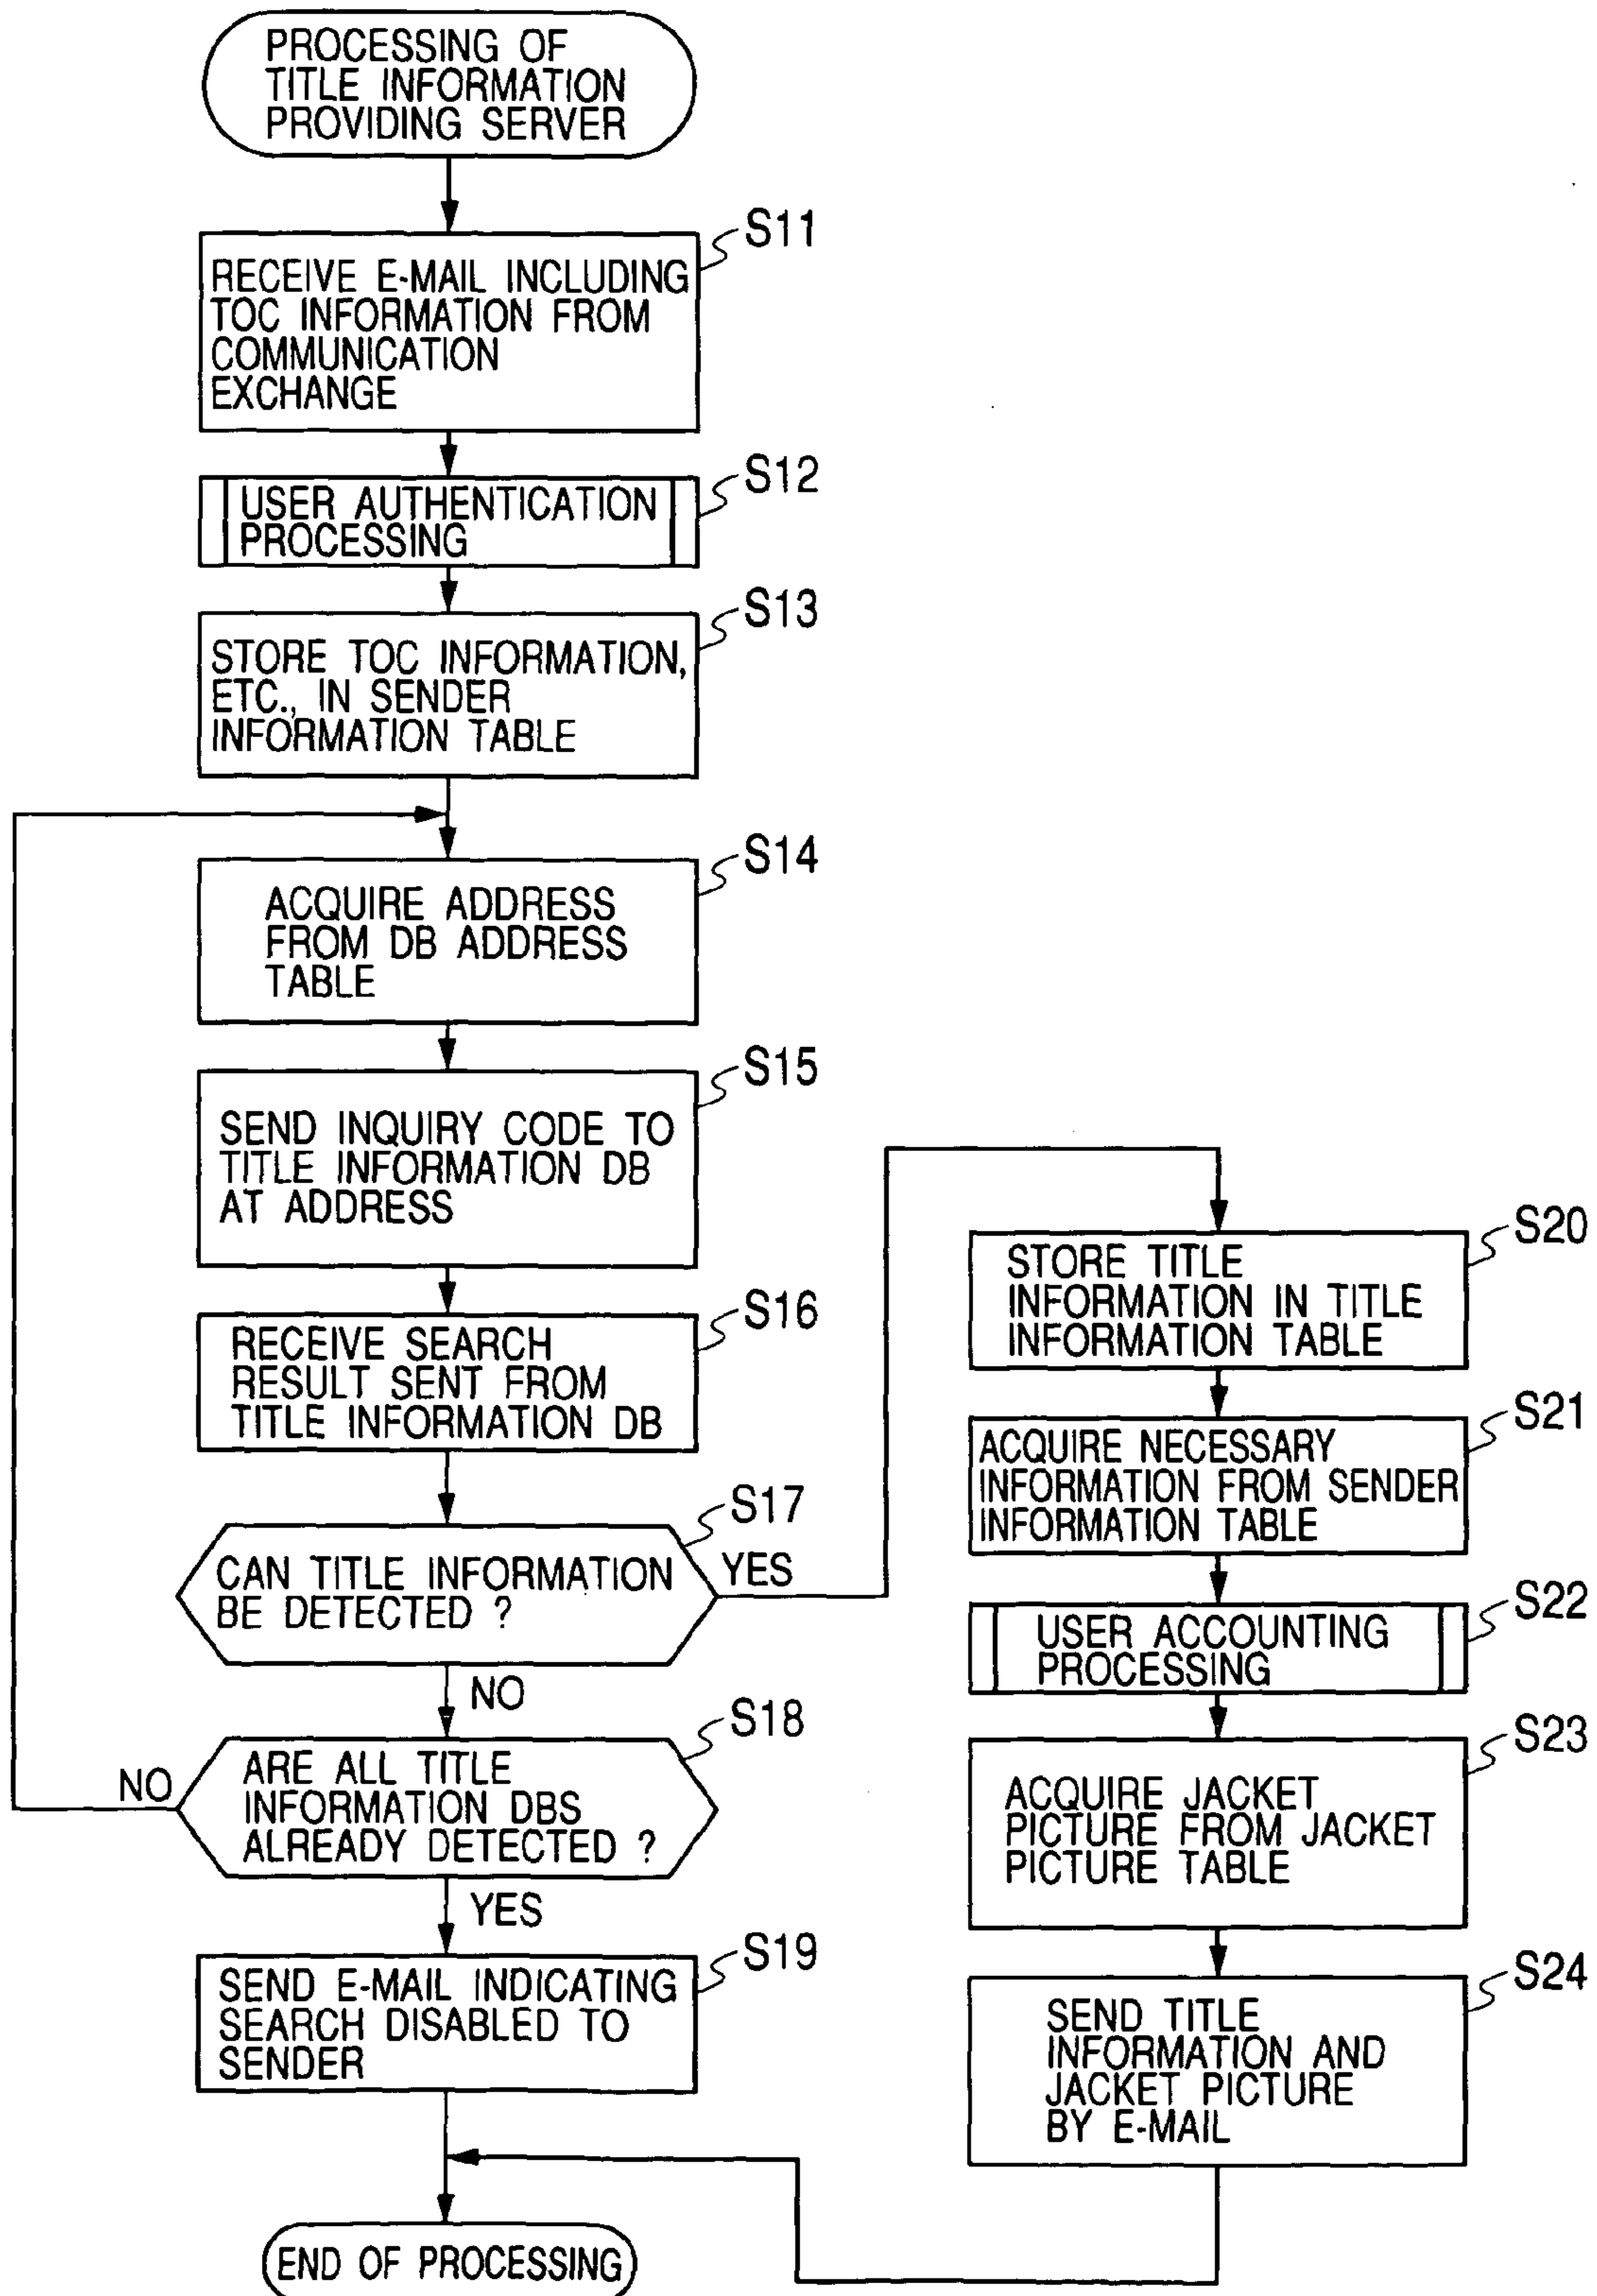 PROCESSING OF
TITLE INFORMATION
PROVIDING SERVER
S11
RECEIVE E-MAIL INCLUDING
TOC INFORMATION FROM
COMMUNICATION
EXCHANGE
S12
USER AUTHENTICATION
PROCESSING
S13
STORE TOC INFORMATION,
ETC., IN SENDER
INFORMATION TABLE
S14
ACQUIRE ADDRESS
FROM DB ADDRESS
TABLE
S15
SEND INQUIRY CODE TO
TITLE INFORMATION DB
AT ADDRESS
S16
RECEIVE SEARCH
RESULT SENT FROM
TITLE INFORMATION DB
S17
CAN TITLE INFORMATION
BE DETECTED ?
YES
NO
S18
ARE ALL TITLE
INFORMATION DBS
ALREADY DETECTED ?
NO
YES
S19
SEND E-MAIL INDICATING
SEARCH DISABLED TO
SENDER
S20
STORE TITLE
INFORMATION IN TITLE
INFORMATION TABLE
S21
ACQUIRE NECESSARY
INFORMATION FROM SENDER
INFORMATION TABLE
S22
USER ACCOUNTING
PROCESSING
S23
ACQUIRE JACKET
PICTURE FROM JACKET
PICTURE TABLE
S24
SEND TITLE
INFORMATION AND
JACKET PICTURE
BY E-MAIL
END OF PROCESSING